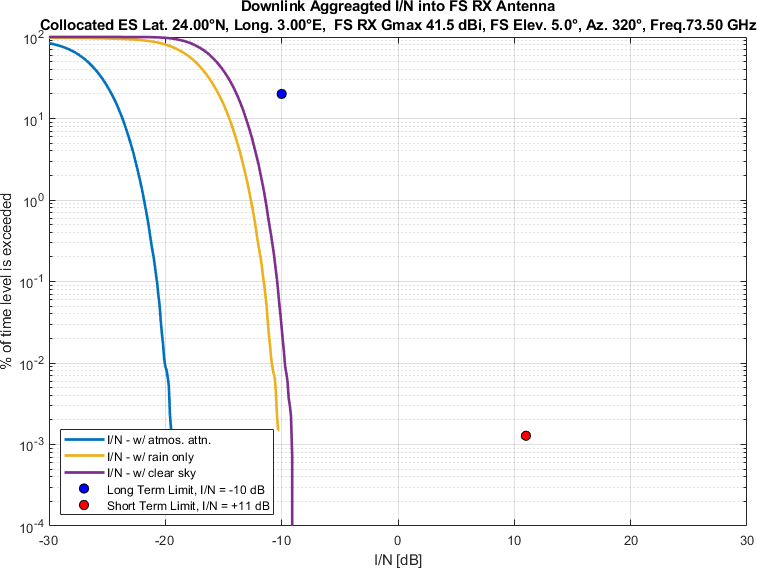 Downlink Aggreagted I/N into FS RX Antenna
Collocated ES Lat. 24.00°N, Long. 3.00°E, FS RX Gmax 41.5 dBi, FS Elev. 5.0°, Az. 320°, Freq.73.50 GHz
% of time level is exceeded
10^2
10^1
10^0
10^-1
10^-2
10^-3
10^-4
I/N - w/ atmos. attn.
I/N - w/ rain only
I/N - w/ clear sky
Long Term Limit, I/N = -10 dB
Short Term Limit, I/N = +11 dB
-30 -20 -10 0 10 20 30
I/N [dB]